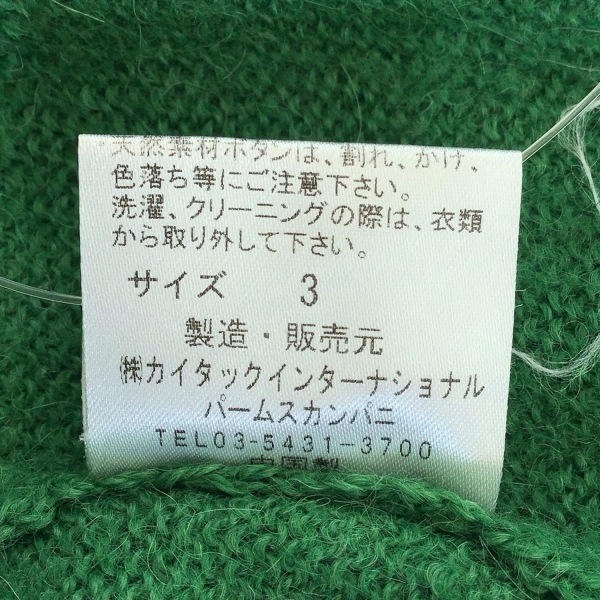 天然素材ボタンは、割れ、かけ、
色落ち等にご注意下さい。
洗濯、クリーニングの際は、衣類
から取り外して下さい。
サイズ 3
製造・販売元
㈱カイタックインターナショナル
パームスカンパニ
TEL03-5431-3700
中国製